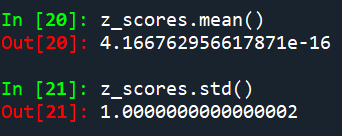 In [20]: z_scores.mean()
Out[20]: 4.166762956617871e-16
In [21]: z_scores.std()
Out[21]: 1.0000000000000002